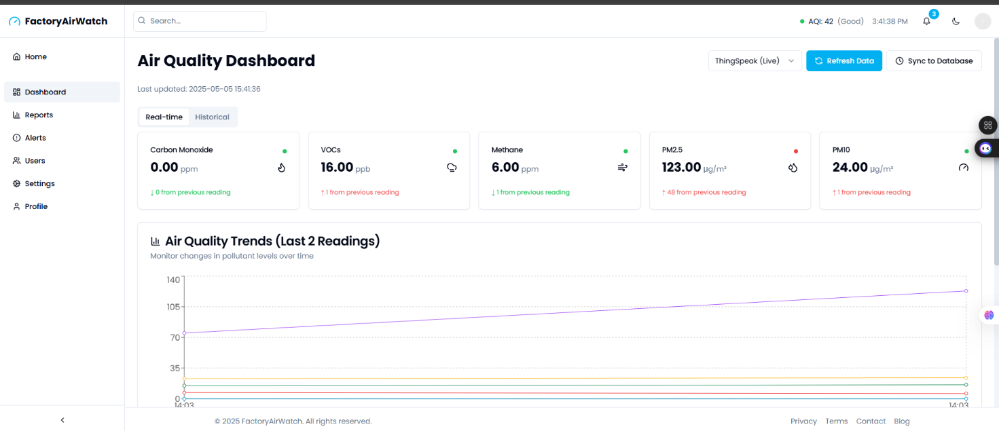 FactoryAirWatch
Search...
AQI: 42 (Good) 3:41:38 PM 3
Home
Dashboard
Reports
Alerts
Users
Settings
Profile
Air Quality Dashboard
ThingSpeak (Live) Refresh Data Sync to Database
Last updated: 2025-05-05 15:41:36
Real-time Historical
Carbon Monoxide
0.00 ppm
↓ 0 from previous reading
VOCs
16.00 ppb
↑ 1 from previous reading
Methane
6.00 ppm
↓ 1 from previous reading
PM2.5
123.00 µg/m³
↑ 48 from previous reading
PM10
24.00 µg/m³
↑ 1 from previous reading
Air Quality Trends (Last 2 Readings)
Monitor changes in pollutant levels over time
140
105
70
35
0
14:03 14:03
© 2025 FactoryAirWatch. All rights reserved.
Privacy Terms Contact Blog